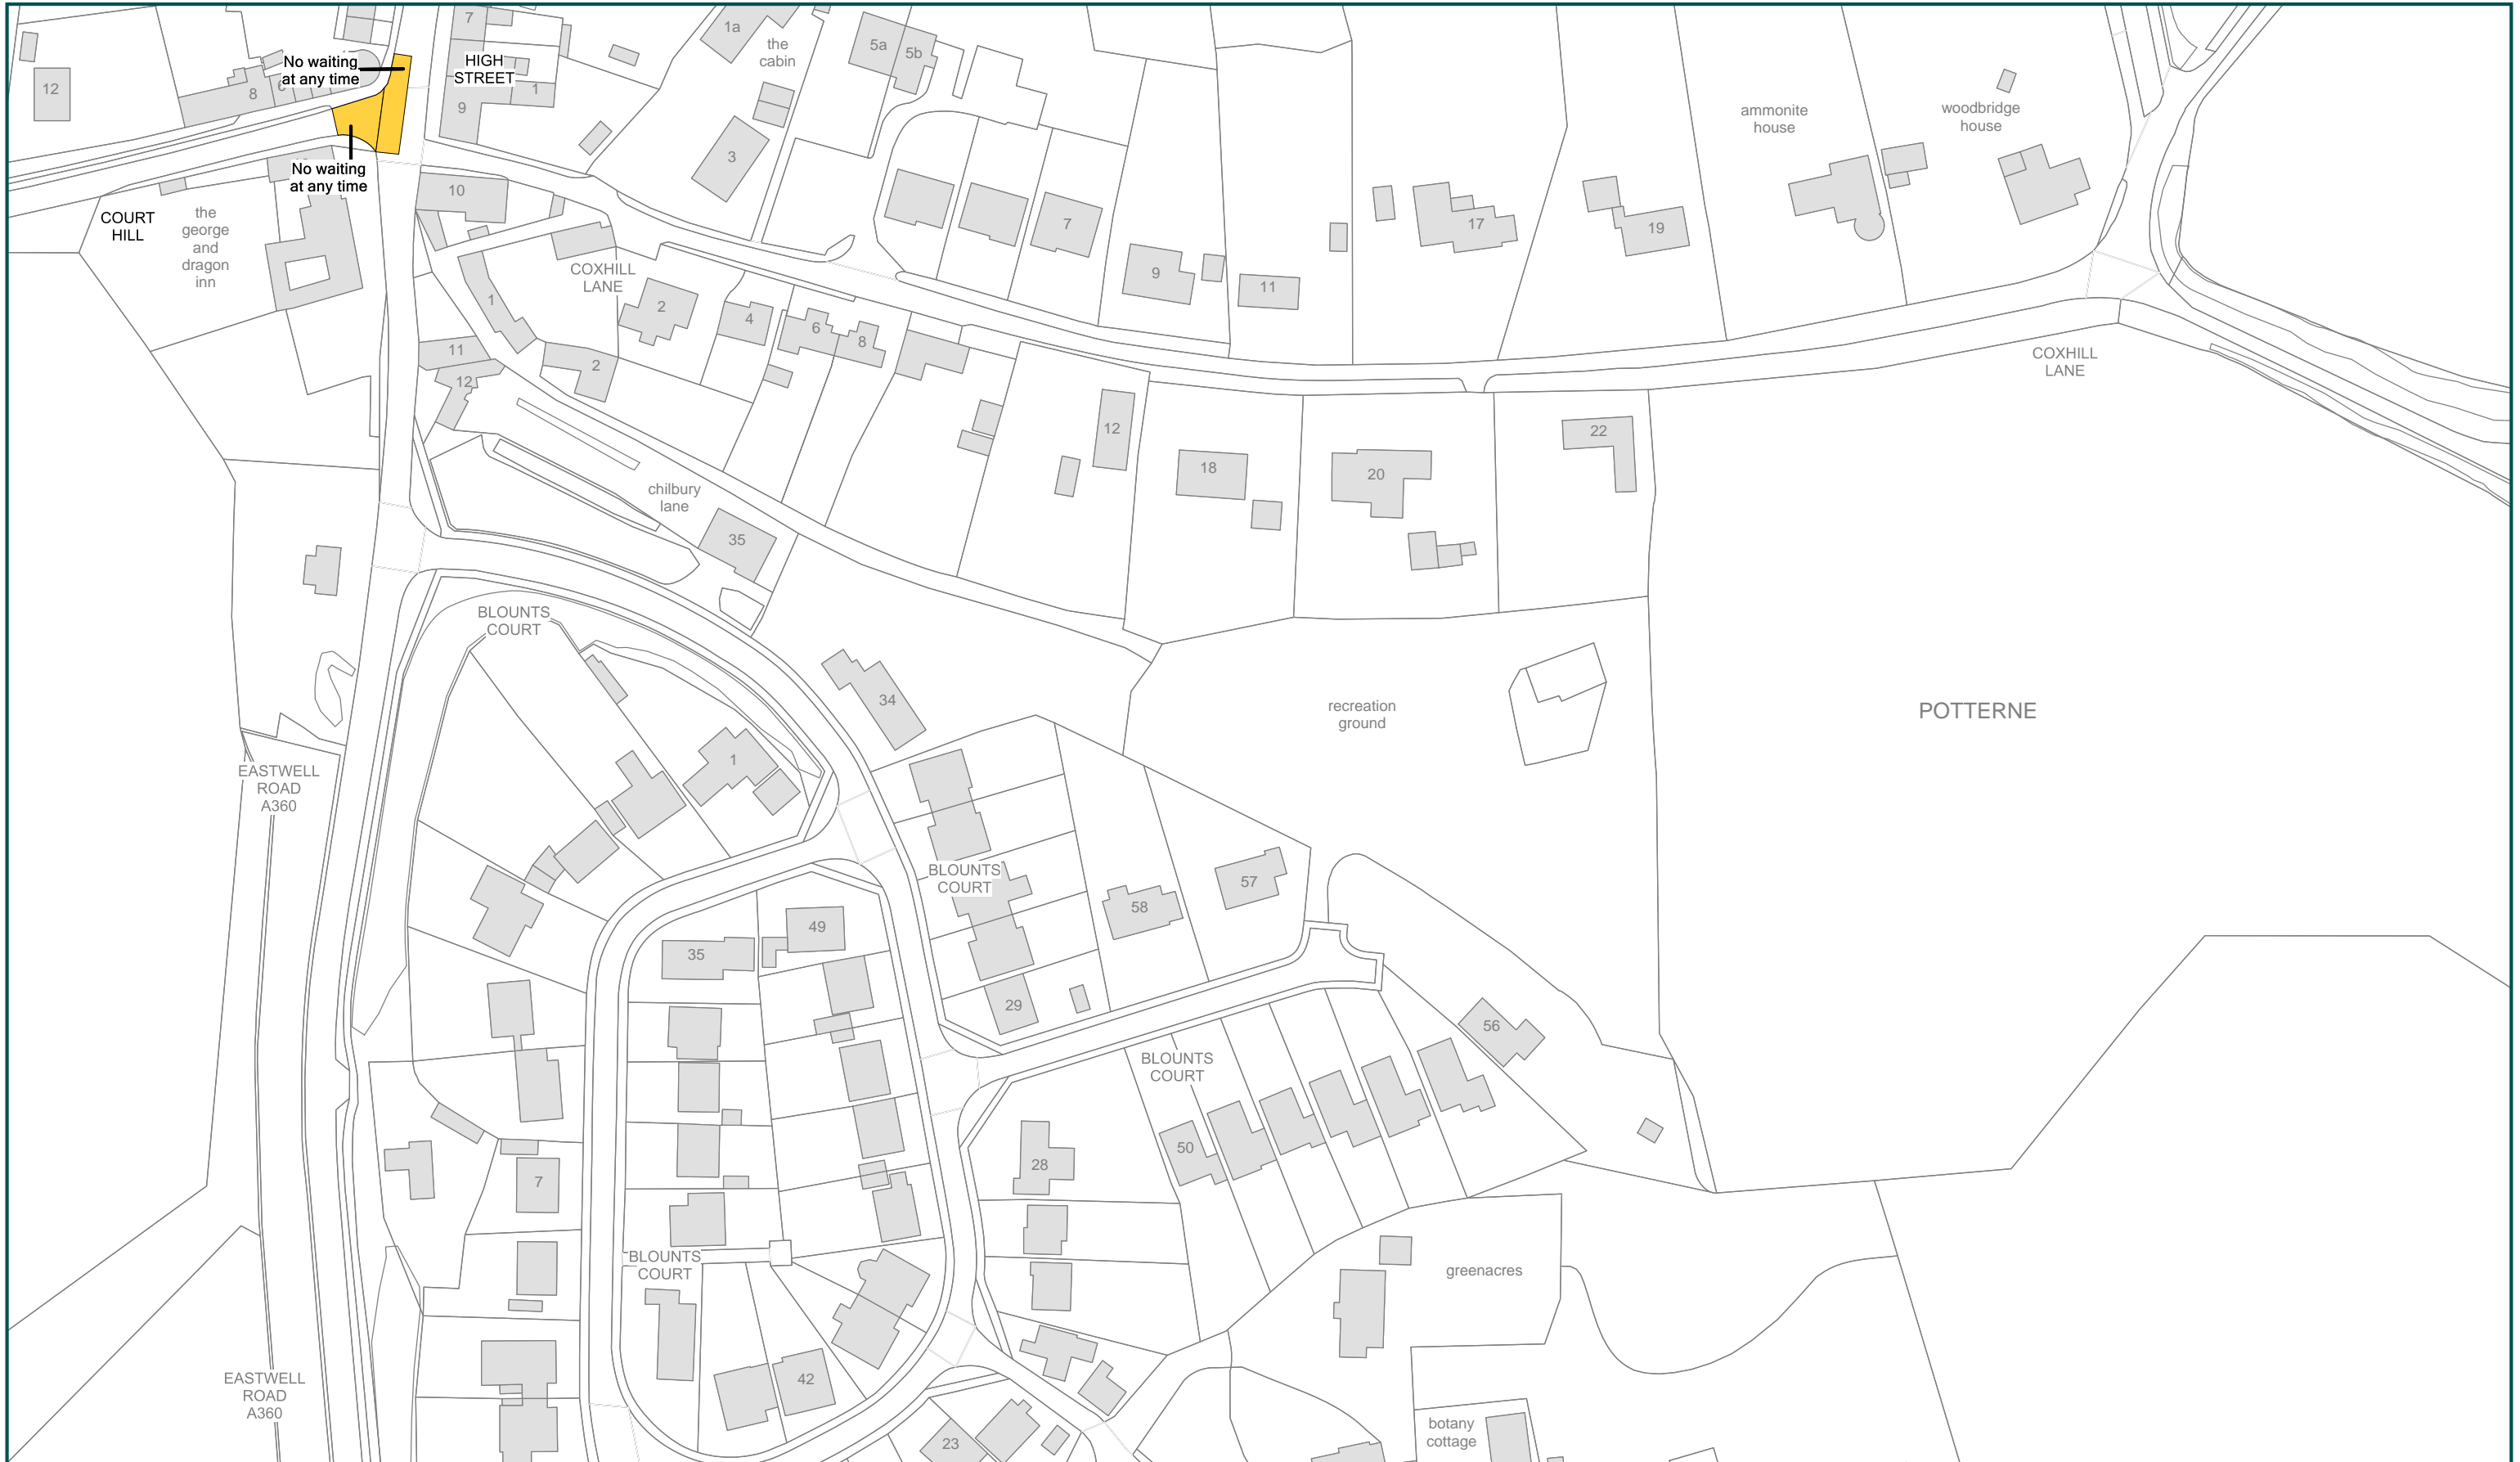 7
1a
the
cabin
5a
5b
No waiting
at any time
HIGH
STREET
12
8
1
9
ammonite
house
woodbridge
house
3
No waiting
at any time
10
COURT
HILL
the
george
and
dragon
inn
7
17
19
COXHILL
LANE
9
11
1
2
4
6
8
11
2
12
COXHILL
LANE
12
22
18
20
chilbury
lane
35
BLOUNTS
COURT
34
recreation
ground
POTTERNE
1
EASTWELL
ROAD
A360
BLOUNTS
COURT
57
58
49
35
29
56
BLOUNTS
COURT
50
28
7
BLOUNTS
COURT
greenacres
42
EASTWELL
ROAD
A360
botany
cottage
23